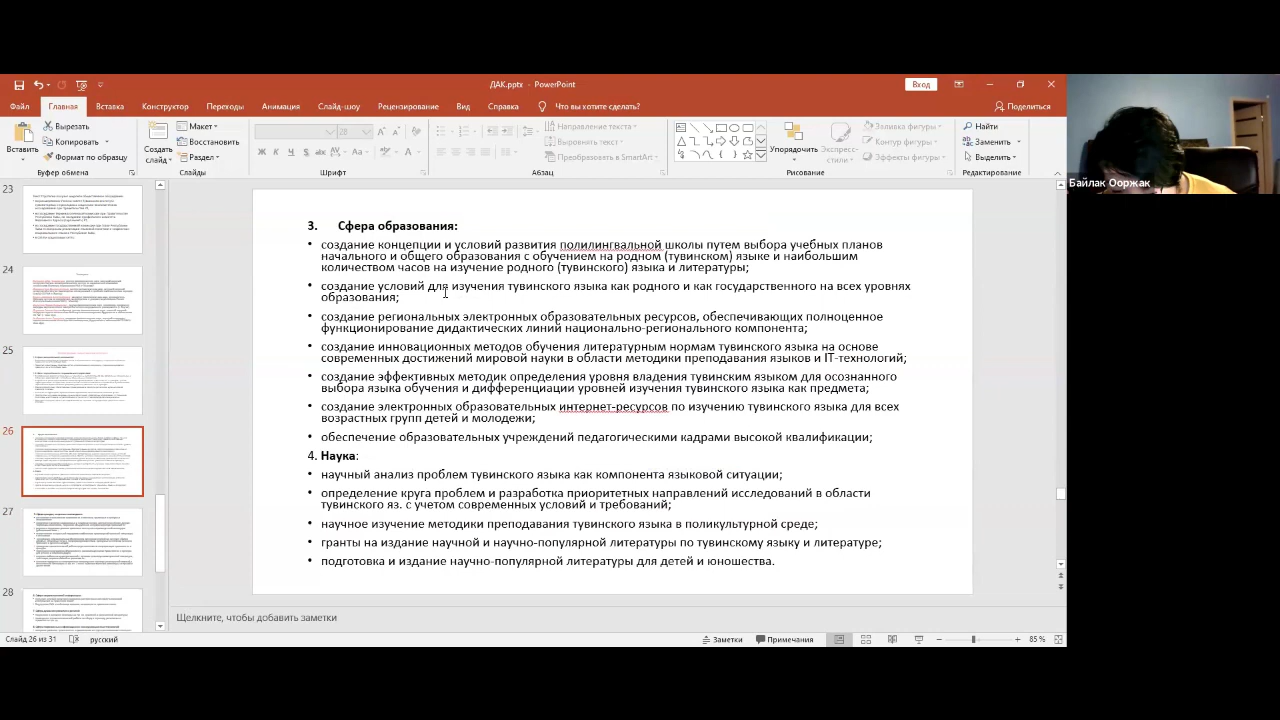 ДАК.pptx - PowerPoint
Вход
Файл Главная Вставка Конструктор Переходы Анимация Слайд-шоу Рецензирование Вид Справка Что вы хотите сделать? Поделиться
Вставить
Вырезать
Копировать
Формат по образцу
Буфер обмена
Создать слайд
Макет
Восстановить
Раздел
Слайды
28
Шрифт
Направление текста
Выровнять текст
Преобразовать в SmartArt
Абзац
Упорядочить
Экспресс-стили
Заливка фигуры
Контур фигуры
Эффекты фигуры
Рисование
Найти
Заменить
Выделить
Редактирование
Байлак Ооржак
23
24
25
26
27
28
3. Сфера образования:
• создание концепции и условий развития полилингвальной школы путем выбора учебных планов
начального и общего образования с обучением на родном (тувинском) языке и наибольшим
количеством часов на изучение родного (тувинского) языка и литературы;
• создание условий для изучения тувинского языка как родного и как государственного на всех уровнях
образования;
• создание региональных учебных и образовательных ресурсов, обеспечивающих полноценное
функционирование дидактических линий национально-регионального компонента;
• создание инновационных методов обучения литературным нормам тувинского языка на основе
современных достижений мировой науки в области методики преподавания языков и IT-технологий;
• создание эффективных методик повышения уровня владения тувинским языком для осознанного
выбора языка обучения и дифференциации уровней изучения тувинского языка как предмета;
• создание электронных образовательных интернет-ресурсов по изучению тувинского языка для всех
возрастных групп детей и молодежи;
• обеспечение образовательных учреждений педагогическими кадрами высокой квалификации;
4. Наука:
• научный анализ проблем тувинского языка как компонента языковой ситуации;
• определение круга проблем и разработка приоритетных направлений исследований в области
тувинского яз. с учетом современных условий и требований;
• научное изучение методики преподавания тувинского языка в поликультурной среде;
• гранты на издание научной и научно-популярной литературы по тувинскому языку и литературе;
• подготовка и издание научно-популярной литературы для детей и юношества.
Щелкните, чтобы добавить заметки
Слайд 26 из 31 русский Заметки Примечания 85 %